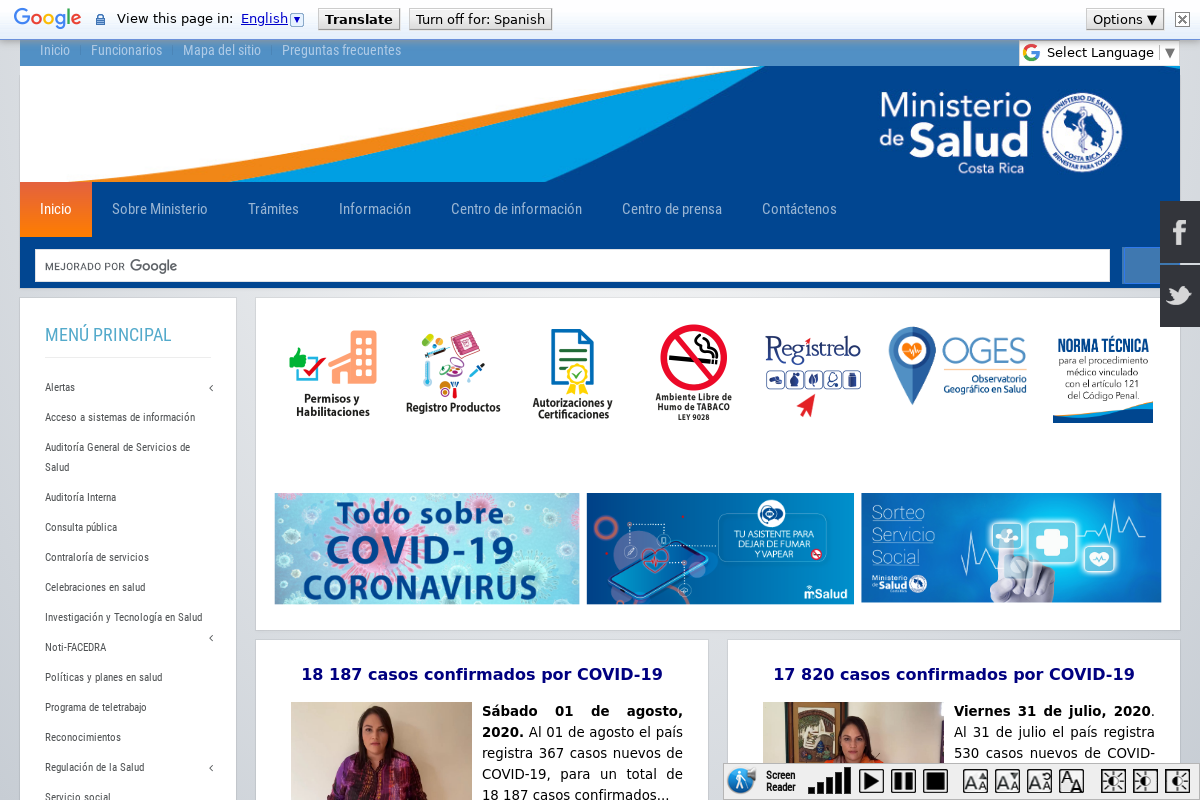 Google View this page in: English ▼ Translate Turn off for: Spanish Options ▼
Inicio Funcionarios Mapa del sitio Preguntas frecuentes
Select Language ▼
Ministerio
de Salud
Costa Rica
MINISTERIO DE SALUD
COSTA RICA
BIENESTAR PARA TODOS
Inicio Sobre Ministerio Trámites Información Centro de información Centro de prensa Contáctenos
MEJORADO POR Google
MENÚ PRINCIPAL
Alertas
Acceso a sistemas de información
Auditoría General de Servicios de
Salud
Auditoría Interna
Consulta pública
Contraloría de servicios
Celebraciones en salud
Investigación y Tecnología en Salud
Noti-FACEDRA
Políticas y planes en salud
Programa de teletrabajo
Reconocimientos
Regulación de la Salud
Servicio social
Permisos y
Habilitaciones
Registro Productos
Autorizaciones y
Certificaciones
Ambiente Libre de
Humo de TABACO
LEY 9028
Regístrelo
OGES
Observatorio
Geográfico en Salud
NORMA TÉCNICA
para el procedimiento
médico vinculado
con el artículo 121
del Código Penal.
Todo sobre
COVID-19
CORONAVIRUS
TU ASISTENTE PARA
DEJAR DE FUMAR
Y VAPEAR
mSalud
Sorteo
Servicio
Social
Ministerio
de Salud
18 187 casos confirmados por COVID-19
Sábado 01 de agosto,
2020. Al 01 de agosto el país
registra 367 casos nuevos de
COVID-19, para un total de
18 187 casos confirmados...
17 820 casos confirmados por COVID-19
Viernes 31 de julio, 2020.
Al 31 de julio el país registra
530 casos nuevos de COVID-
Screen
Reader